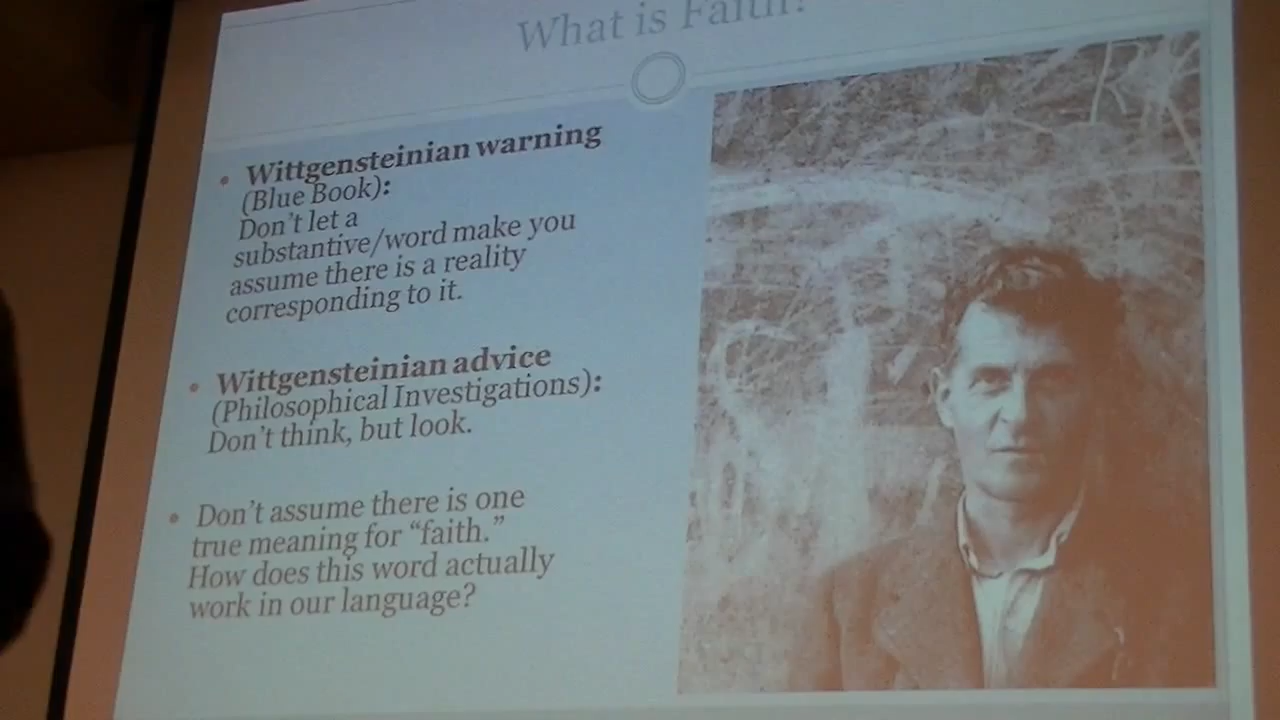 What is Faith?
• Wittgensteinian warning
(Blue Book):
Don't let a
substantive/word make you
assume there is a reality
corresponding to it.
• Wittgensteinian advice
(Philosophical Investigations):
Don't think, but look.
• Don't assume there is one
true meaning for “faith.”
How does this word actually
work in our language?